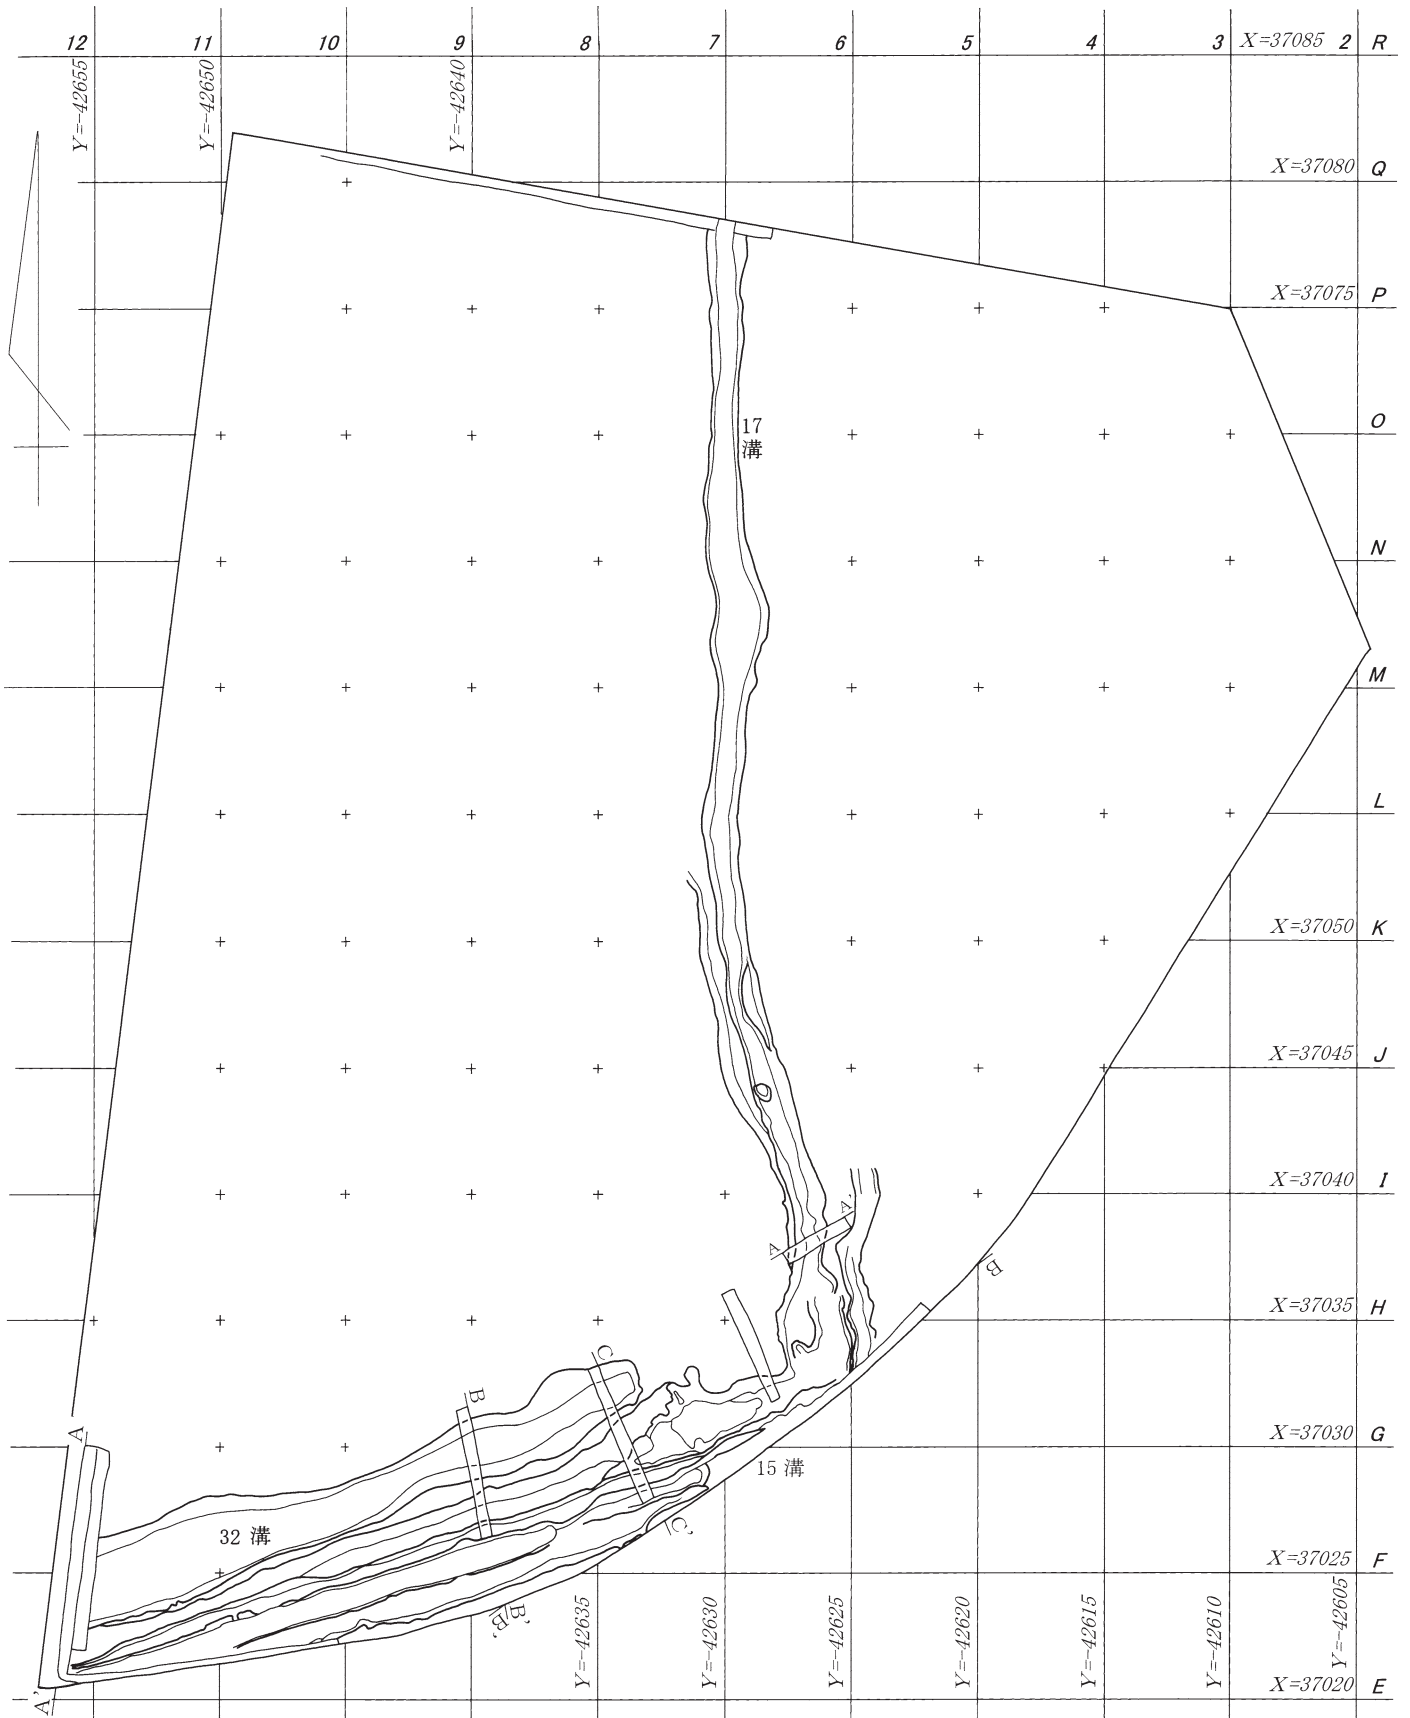 12 11 10 9 8 7 6 5 4 3 X=37085 2 R
Y=-42655
Y=-42650
Y=-42640
X=37080 Q
X=37075 P
17
溝
O
N
M
L
X=37050 K
X=37045 J
X=37040 I
A'
A
B
X=37035 H
C
B
A
X=37030 G
15 溝
32 溝
C'
X=37025 F
B'
B'
Y=-42635
Y=-42630
Y=-42625
Y=-42620
Y=-42615
Y=-42610
Y=-42605
X=37020 E
A'